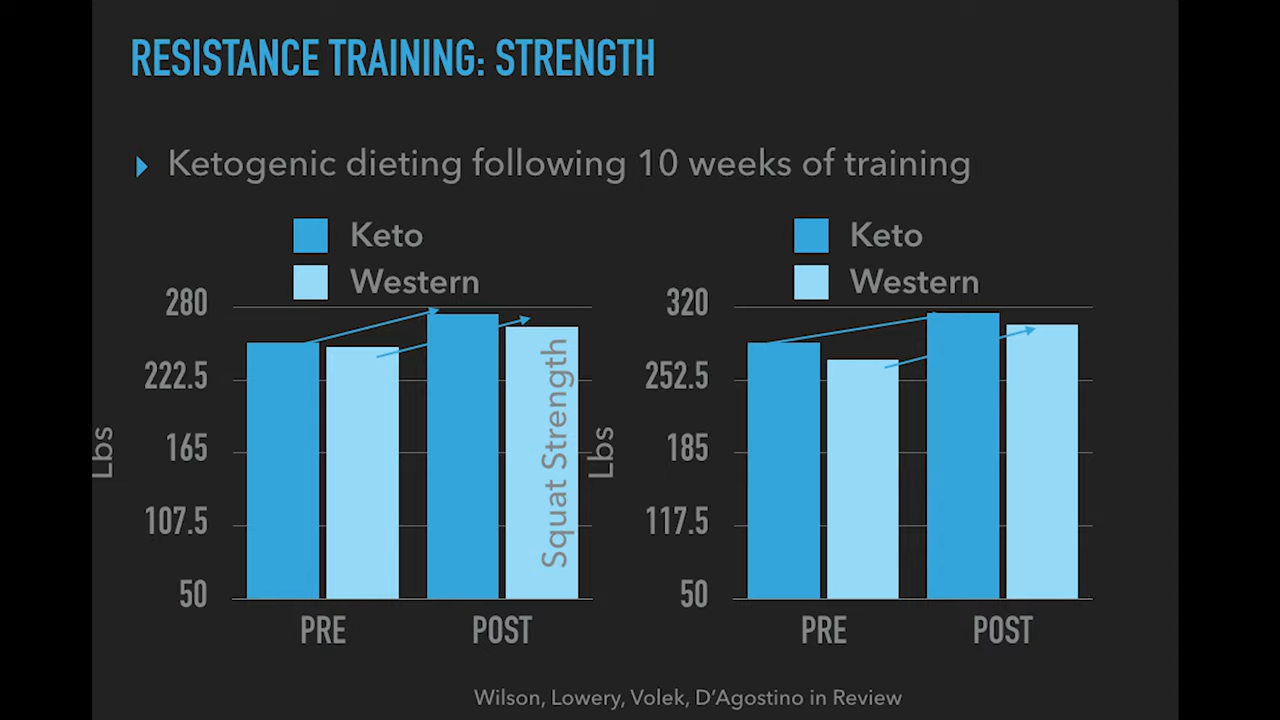 RESISTANCE TRAINING: STRENGTH
Ketogenic dieting following 10 weeks of training
Keto
Western
280
222.5
165
107.5
50
Lbs
PRE
POST
Squat Strength
Keto
Western
320
252.5
185
117.5
50
Lbs
PRE
POST
Wilson, Lowery, Volek, D'Agostino in Review